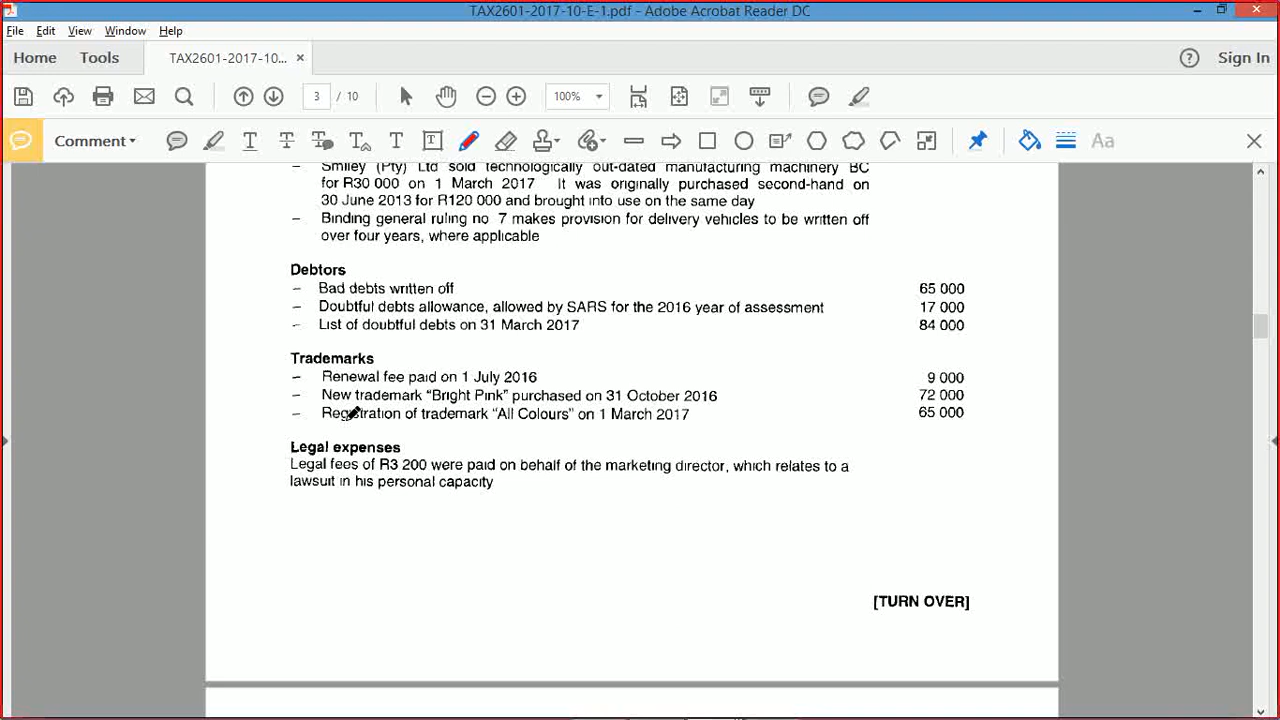 TAX2601-2017-10-E-1.pdf - Adobe Acrobat Reader DC
File Edit View Window Help
Home Tools TAX2601-2017-10... × Sign In
3 / 10 100%
Comment Aa
– Smiley (Pty) Ltd sold technologically out-dated manufacturing machinery BC
for R30 000 on 1 March 2017 It was originally purchased second-hand on
30 June 2013 for R120 000 and brought into use on the same day
– Binding general ruling no 7 makes provision for delivery vehicles to be written off
over four years, where applicable
Debtors
– Bad debts written off 65 000
– Doubtful debts allowance, allowed by SARS for the 2016 year of assessment 17 000
– List of doubtful debts on 31 March 2017 84 000
Trademarks
– Renewal fee paid on 1 July 2016 9 000
– New trademark “Bright Pink” purchased on 31 October 2016 72 000
– Registration of trademark “All Colours” on 1 March 2017 65 000
Legal expenses
Legal fees of R3 200 were paid on behalf of the marketing director, which relates to a
lawsuit in his personal capacity
[TURN OVER]